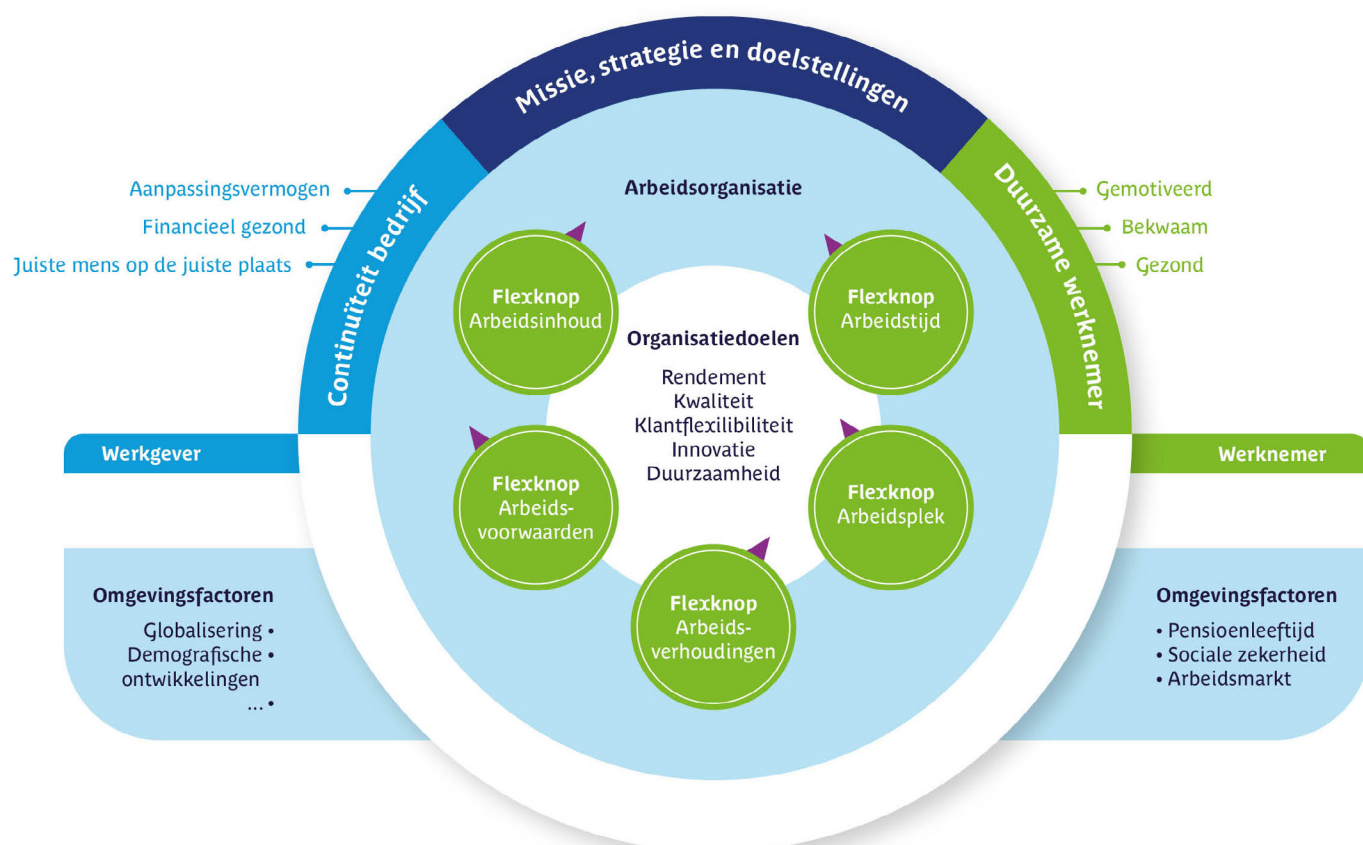 Missie, strategie en doelstellingen
Continuïteit bedrijf
Duurzame werknemer
Aanpassingsvermogen
Financieel gezond
Juiste mens op de juiste plaats
Gemotiveerd
Bekwaam
Gezond
Arbeidsorganisatie
Flexknop
Arbeidsinhoud
Flexknop
Arbeidstijd
Organisatiedoelen
Rendement
Kwaliteit
Klantflexilibiliteit
Innovatie
Duurzaamheid
Werkgever
Werknemer
Flexknop
Arbeids-
voorwaarden
Flexknop
Arbeidsplek
Flexknop
Arbeids-
verhoudingen
Omgevingsfactoren
Globalisering •
Demografische •
ontwikkelingen
... •
Omgevingsfactoren
• Pensioenleeftijd
• Sociale zekerheid
• Arbeidsmarkt